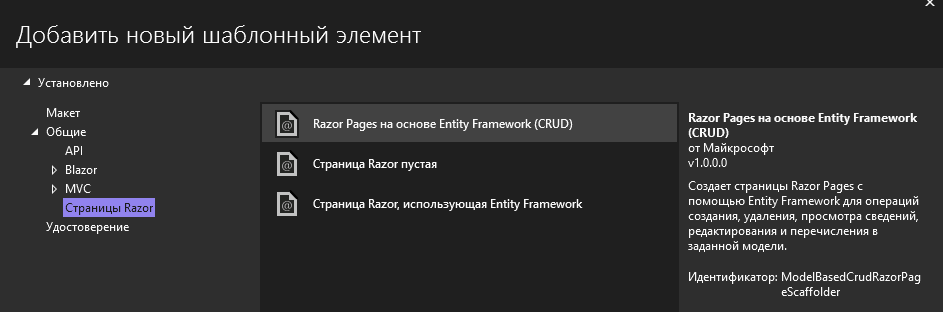 Добавить новый шаблонный элемент
Установлено
Макет
Общие
API
Blazor
MVC
Страницы Razor
Удостоверение
Razor Pages на основе Entity Framework (CRUD)
Страница Razor пустая
Страница Razor, использующая Entity Framework
Razor Pages на основе Entity Framework
(CRUD)
от Майкрософт
v1.0.0.0
Создает страницы Razor Pages с
помощью Entity Framework для операций
создания, удаления, просмотра сведений,
редактирования и перечисления в
заданной модели.
Идентификатор: ModelBasedCrudRazorPag
eScaffolder